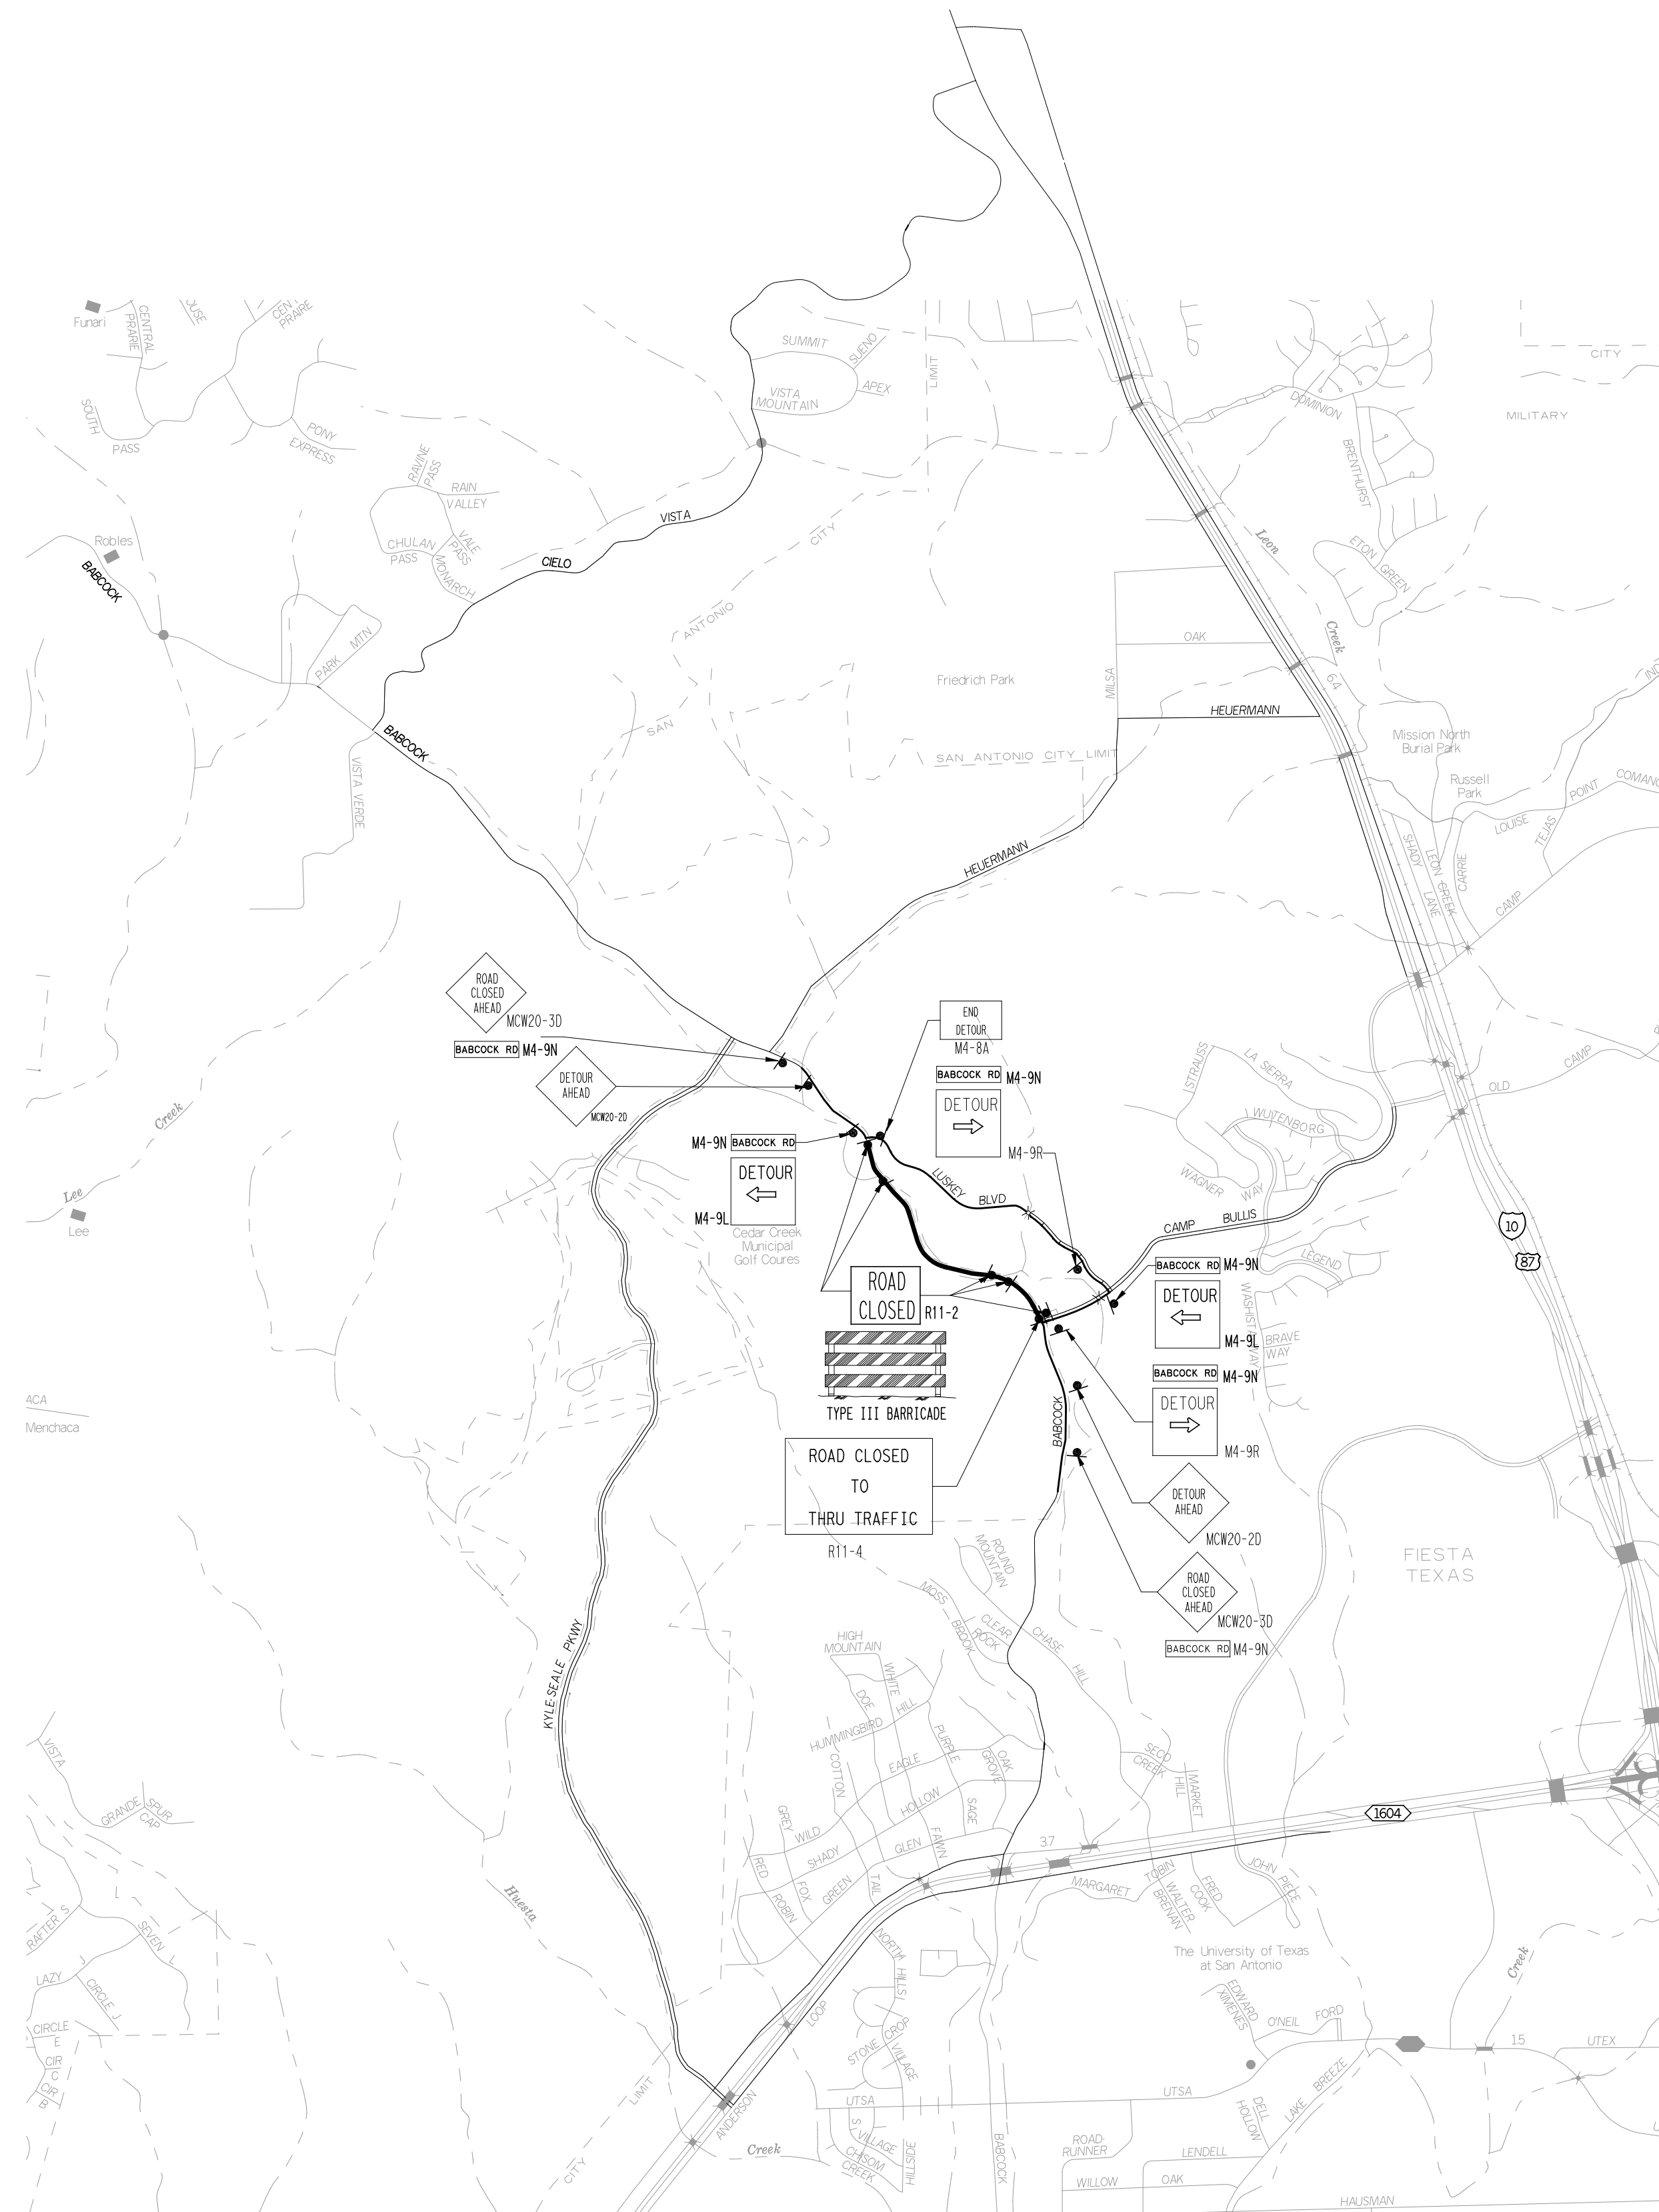 Funari
CENTRAL
PRARIE
OUSE
CEN
PRAIRE
SOUTH
PASS
PONY
EXPRESS
SUMMIT
SUENO
VISTA
MOUNTAIN
APEX
LIMIT
CITY
MILITARY
DOMINION
BRENTHURST
RAVINE
PASS
RAIN
VALLEY
CHULAN
PASS
VALE
PASS
MONARCH
VISTA
CIELO
CITY
ANTONIO
SAN
Robles
BABCOCK
PARK MTN
BABCOCK
VISTA VERDE
Leon
Creek
ETON
GREEN
64
OAK
MILSA
Friedrich Park
HEUERMANN
SAN ANTONIO CITY LIMIT
Mission North
Burial Park
Russell
Park
LOUISE
POINT
COMANC
TEJAS
SHADY
LANE
LEON
CREEK
CARRIE
CAMP
HEUERMANN
ROAD
CLOSED
AHEAD
MCW20-3D
BABCOCK RD M4-9N
DETOUR
AHEAD
MCW20-2D
END
DETOUR
M4-8A
BABCOCK RD M4-9N
DETOUR
M4-9R
M4-9N BABCOCK RD
DETOUR
M4-9L
Cedar Creek
Municipal
Golf Coures
LUSKEY
BLVD
STRAUSS
LA SIERRA
WUTENBORG
WAGNER
WAY
OLD
CAMP
CAMP
BULLIS
LEGEND
WASHISTA WAY
BRAVE
WAY
10
87
Creek
Lee
Lee
ACA
Menchaca
ROAD
CLOSED
R11-2
TYPE III BARRICADE
ROAD CLOSED
TO
THRU TRAFFIC
R11-4
BABCOCK RD M4-9N
DETOUR
M4-9L
BABCOCK RD M4-9N
DETOUR
M4-9R
BABCOCK
DETOUR
AHEAD
MCW20-2D
ROAD
CLOSED
AHEAD
MCW20-3D
BABCOCK RD M4-9N
FIESTA
TEXAS
ROUND
MOUNTAIN
MOSS
BROOK
CLEAR
ROCK
CHASE
HILL
HIGH
MOUNTAIN
WHITE
DOE
HUMMINGBIRD
HILL
PURPLE
EAGLE
OAK
GROVE
COTTON
HOLLOW
SAGE
GREY
WILD
SHADY
GLEN
FAWN
RED
ROBIN
FOX
GREEN
TAIL
SECO
CREEK
MARKET
HILL
1604
37
KYLE SEALE PKWY
VISTA
GRANDE
SPUR
CAP
RAFTER S
SEVEN
L
LAZY
J
CIRCLE J
CIRCLE
E
CIR
C
CIR
B
Huesta
NORTH
HILLS
LOOP
STONE
CROP
VILLAGE
MARGARET
TOBIN
WALTER
BRENAN
FRED
COOK
JOHN
PIECE
The University of Texas
at San Antonio
Creek
EDWARD
XIMENES
O'NEIL
FORD
15
UTEX
LIMIT
CITY
ANDERSON
Creek
UTSA
UTSA
S
VILLAGE
CHISOM
CREEK
HILLSIDE
BABCOCK
ROAD-
RUNNER
WILLOW
OAK
LENDELL
DELL
HOLLOW
LAKE
BREEZE
HAUSMAN